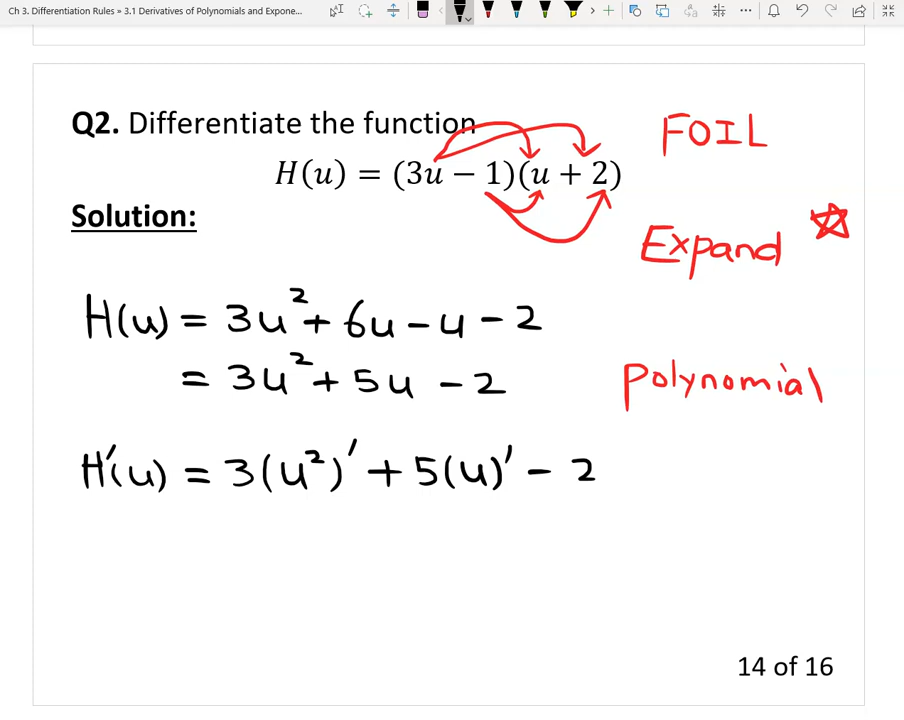 Ch 3. Differentiation Rules » 3.1 Derivatives of Polynomials and Expone...
Q2. Differentiate the function
FOIL
H(u) = (3u − 1)(u + 2)
Solution:
Expand
H(u) = 3u² + 6u − u − 2
= 3u² + 5u − 2
polynomial
H'(u) = 3(u²)' + 5(u)' − 2
14 of 16